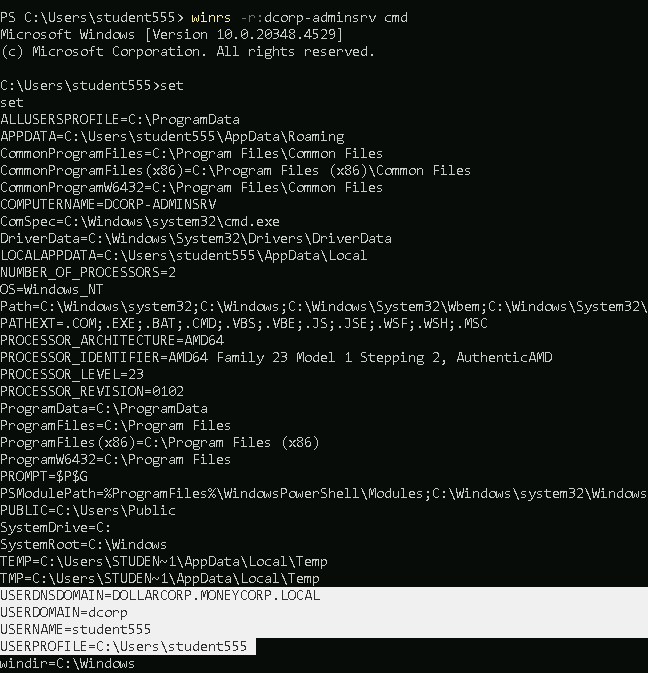 PS C:\Users\student555> winrs -r:dcorp-adminsrv cmd
Microsoft Windows [Version 10.0.20348.4529]
(c) Microsoft Corporation. All rights reserved.
C:\Users\student555>set
set
ALLUSERSPROFILE=C:\ProgramData
APPDATA=C:\Users\student555\AppData\Roaming
CommonProgramFiles=C:\Program Files\Common Files
CommonProgramFiles(x86)=C:\Program Files (x86)\Common Files
CommonProgramW6432=C:\Program Files\Common Files
COMPUTERNAME=DCORP-ADMINSRV
ComSpec=C:\Windows\system32\cmd.exe
DriverData=C:\Windows\System32\Drivers\DriverData
LOCALAPPDATA=C:\Users\student555\AppData\Local
NUMBER_OF_PROCESSORS=2
OS=Windows_NT
Path=C:\Windows\system32;C:\Windows;C:\Windows\System32\Wbem;C:\Windows\System32\
PATHEXT=.COM;.EXE;.BAT;.CMD;.VBS;.VBE;.JS;.JSE;.WSF;.WSH;.MSC
PROCESSOR_ARCHITECTURE=AMD64
PROCESSOR_IDENTIFIER=AMD64 Family 23 Model 1 Stepping 2, AuthenticAMD
PROCESSOR_LEVEL=23
PROCESSOR_REVISION=0102
ProgramData=C:\ProgramData
ProgramFiles=C:\Program Files
ProgramFiles(x86)=C:\Program Files (x86)
ProgramW6432=C:\Program Files
PROMPT=$P$G
PSModulePath=%ProgramFiles%\WindowsPowerShell\Modules;C:\Windows\system32\Windows
PUBLIC=C:\Users\Public
SystemDrive=C:
SystemRoot=C:\Windows
TEMP=C:\Users\STUDEN~1\AppData\Local\Temp
TMP=C:\Users\STUDEN~1\AppData\Local\Temp
USERDNSDOMAIN=DOLLARCORP.MONEYCORP.LOCAL
USERDOMAIN=dcorp
USERNAME=student555
USERPROFILE=C:\Users\student555
windir=C:\Windows